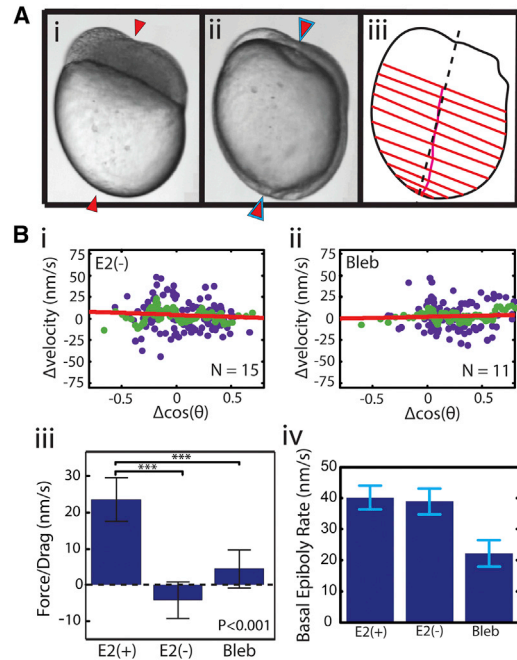 A
i
ii
iii
B
i
ii
E2(-)
Bleb
Δvelocity (nm/s)
75
50
25
0
-25
-50
-75
-0.5
0
0.5
Δcos(θ)
N = 15
Δvelocity (nm/s)
75
50
25
0
-25
-50
-75
-0.5
0
0.5
Δcos(θ)
N = 11
iii
iv
Force/Drag (nm/s)
30
20
10
0
-10
***
***
P<0.001
E2(+)
E2(-)
Bleb
Basal Epiboly Rate (nm/s)
50
40
30
20
10
0
E2(+)
E2(-)
Bleb